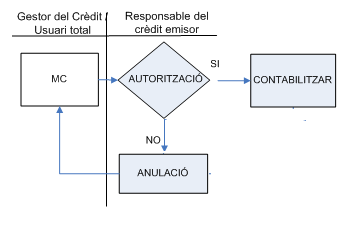 Gestor del Crèdit /
Usuari total
Responsable del
crèdit emisor
MC
AUTORITZACIÓ
SI
CONTABILITZAR
NO
ANULACIÓ